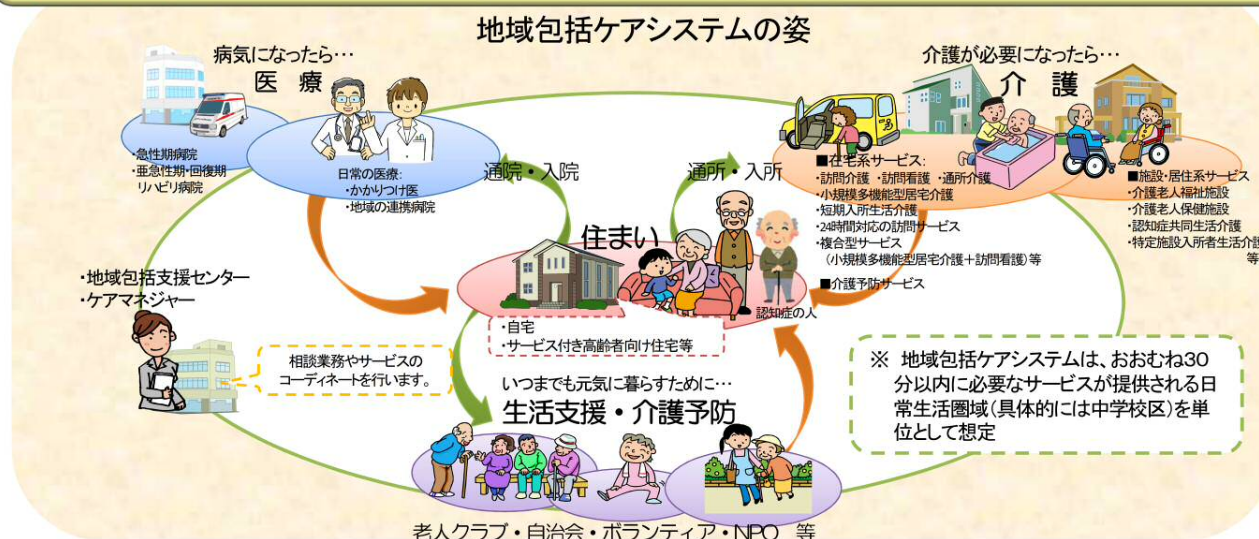 地域包括ケアシステムの姿
病気になったら…
医　療
・急性期病院
・亜急性期・回復期
リハビリ病院
日常の医療：
・かかりつけ医
・地域の連携病院
通院・入院
通所・入所
介護が必要になったら…
介　護
■在宅系サービス：
・訪問介護 ・訪問看護 ・通所介護
・小規模多機能型居宅介護
・短期入所生活介護
・24時間対応の訪問サービス
・複合型サービス
（小規模多機能型居宅介護＋訪問看護）等
■介護予防サービス
■施設・居住系サービス
・介護老人福祉施設
・介護老人保健施設
・認知症共同生活介護
・特定施設入所者生活介護
等
住まい
認知症の人
・自宅
・サービス付き高齢者向け住宅等
・地域包括支援センター
・ケアマネジャー
相談業務やサービスの
コーディネートを行います。
いつまでも元気に暮らすために…
生活支援・介護予防
老人クラブ・自治会・ボランティア・NPO　等
※　地域包括ケアシステムは、おおむね30
分以内に必要なサービスが提供される日
常生活圏域（具体的には中学校区）を単
位として想定